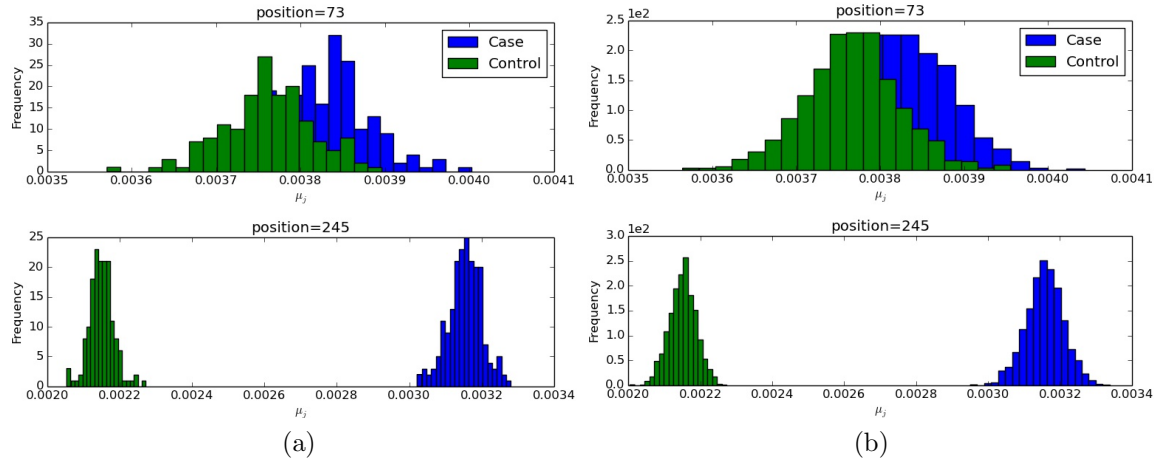 position=73
35
30
25
20
15
10
5
0
Frequency
Case
Control
0.0035 0.0036 0.0037 0.0038 0.0039 0.0040 0.0041
μj
position=245
25
20
15
10
5
0
Frequency
0.0020 0.0022 0.0024 0.0026 0.0028 0.0030 0.0032 0.0034
μj
(a)
position=73
2.5 1e2
2.0
1.5
1.0
0.5
0.0
Frequency
Case
Control
0.0035 0.0036 0.0037 0.0038 0.0039 0.0040 0.0041
μj
position=245
3.0 1e2
2.5
2.0
1.5
1.0
0.5
0.0
Frequency
0.0020 0.0022 0.0024 0.0026 0.0028 0.0030 0.0032 0.0034
μj
(b)